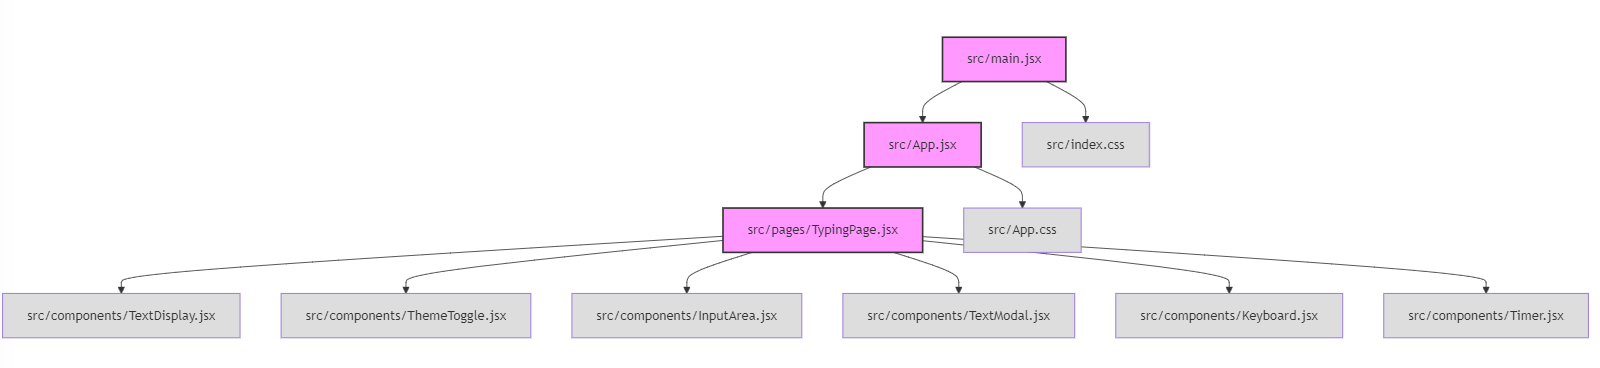 src/main.jsx
src/App.jsx
src/index.css
src/pages/TypingPage.jsx
src/App.css
src/components/TextDisplay.jsx
src/components/ThemeToggle.jsx
src/components/InputArea.jsx
src/components/TextModal.jsx
src/components/Keyboard.jsx
src/components/Timer.jsx